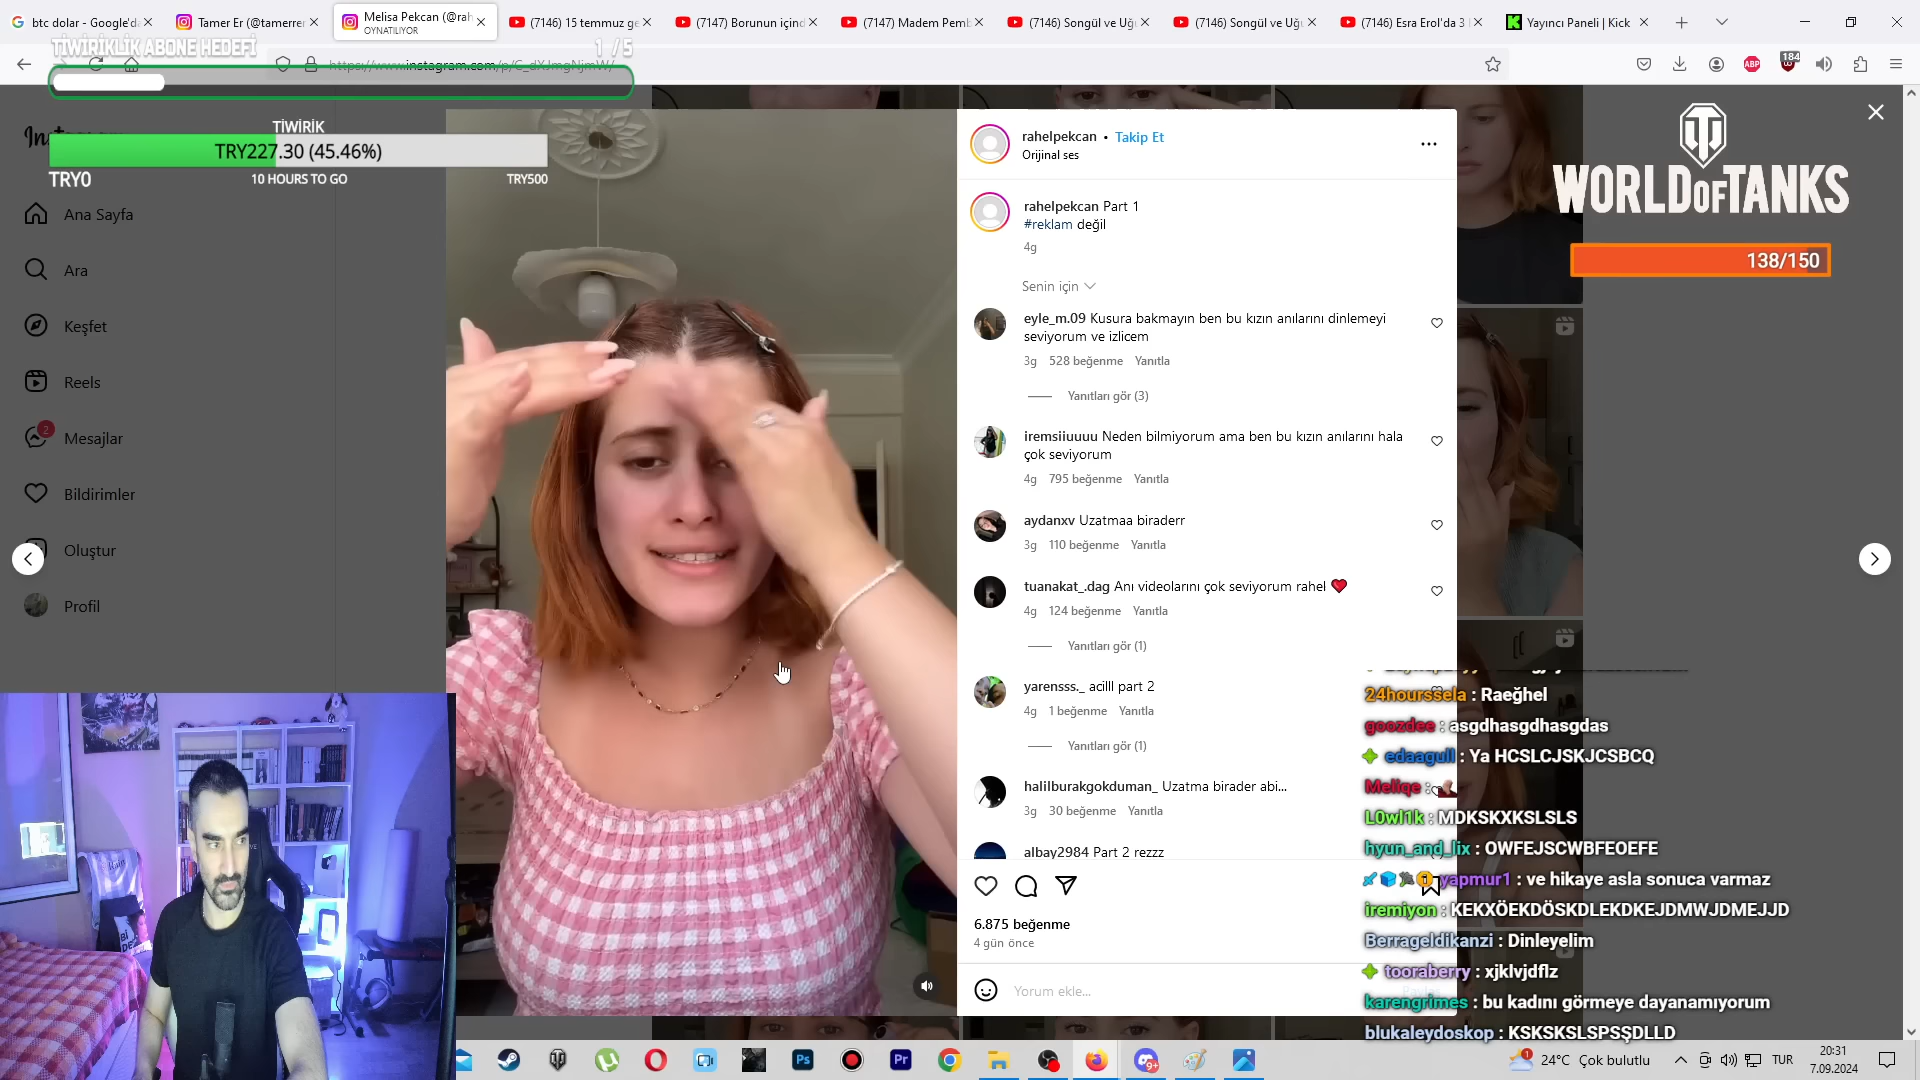 btc dolar - Google'da
Tamer Er (@tamerrer
Melisa Pekcan (@rah
OYNATILIYOR
(7146) 15 temmuz ge
(7147) Borunun içind
(7147) Madem Pemb
(7146) Songül ve Uğu
(7146) Songül ve Uğu
(7146) Esra Erol'da 3
Yayıncı Paneli | Kick
TİWİRİKLİK ABONE HEDEFİ
1 / 5
184
TİWİRİK
TRY227.30 (45.46%)
TRY0
10 HOURS TO GO
TRY500
Ana Sayfa
Ara
Keşfet
Reels
2
Mesajlar
Bildirimler
Oluştur
Profil
rahelpekcan • Takip Et
Orijinal ses
rahelpekcan Part 1
#reklam değil
4g
Senin için
eyle_m.09 Kusura bakmayın ben bu kızın anılarını dinlemeyi
seviyorum ve izlicem
3g 528 beğenme Yanıtla
Yanıtları gör (3)
iremsiiuuuu Neden bilmiyorum ama ben bu kızın anılarını hala
çok seviyorum
4g 795 beğenme Yanıtla
aydanxv Uzatmaa biraderr
3g 110 beğenme Yanıtla
tuanakat_.dag Anı videolarını çok seviyorum rahel ❤️
4g 124 beğenme Yanıtla
Yanıtları gör (1)
yarensss._ acilll part 2
4g 1 beğenme Yanıtla
Yanıtları gör (1)
halilburakgokduman_ Uzatma birader abi...
3g 30 beğenme Yanıtla
albay2984 Part 2 rezzz
6.875 beğenme
4 gün önce
Yorum ekle...
WORLD OF TANKS
138/150
24hourssela : Raeğhel
goozdee : asgdhasgdhasgdas
edaagull : Ya HCSLCJSKJCSBCQ
Meliqe :
L0wl1k : MDKSKXKSLSLS
hyun_and_lix : OWFEJSCWBFEOEFE
yapmur1 : ve hikaye asla sonuca varmaz
iremiyon : KEKXÖEKDÖSKDLEKDKEJDMWJDMEJJD
Berrageldikanzi : Dinleyelim
tooraberry : xjklvjdflz
karengrimes : bu kadını görmeye dayanamıyorum
blukaleydoskop : KSKSKSLSPSŞDLLD
24°C Çok bulutlu
TUR
20:31
7.09.2024